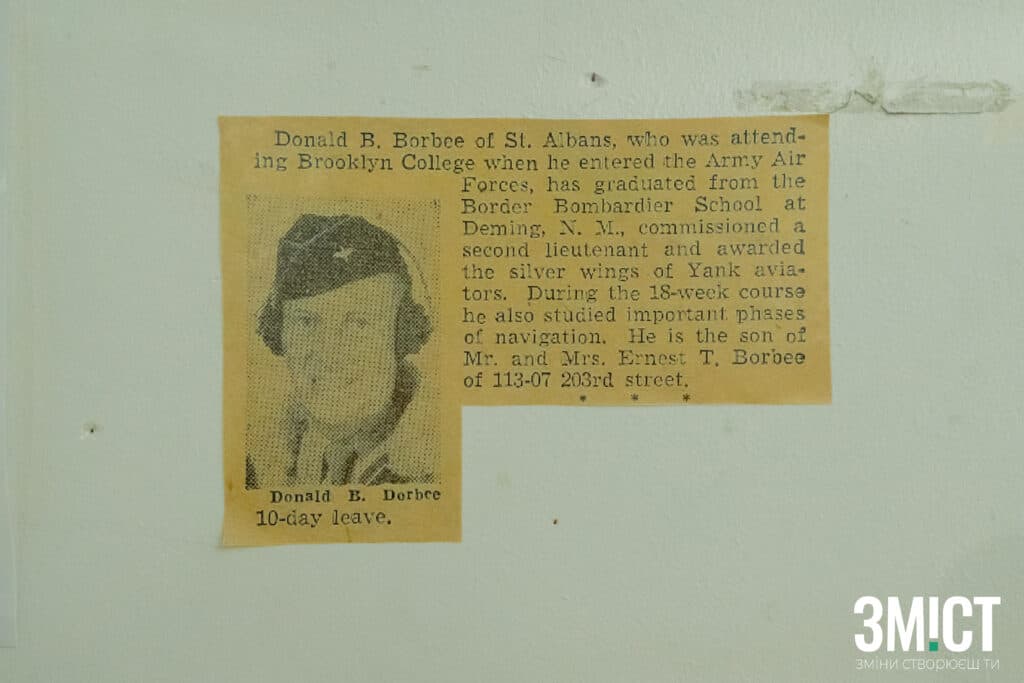 Donald B. Borbee of St. Albans, who was attend-
ing Brooklyn College when he entered the Army Air
Forces, has graduated from the
Border Bombardier School at
Deming, N. M., commissioned a
second lieutenant and awarded
the silver wings of Yank avia-
tors. During the 18-week course
he also studied important phases
of navigation. He is the son of
Mr. and Mrs. Ernest T. Borbee
of 113-07 203rd street.
* * *
Donald B. Dorbee
10-day leave.
ЗМІСТ
ЗМІНИ СТВОРЮЄШ ТИ